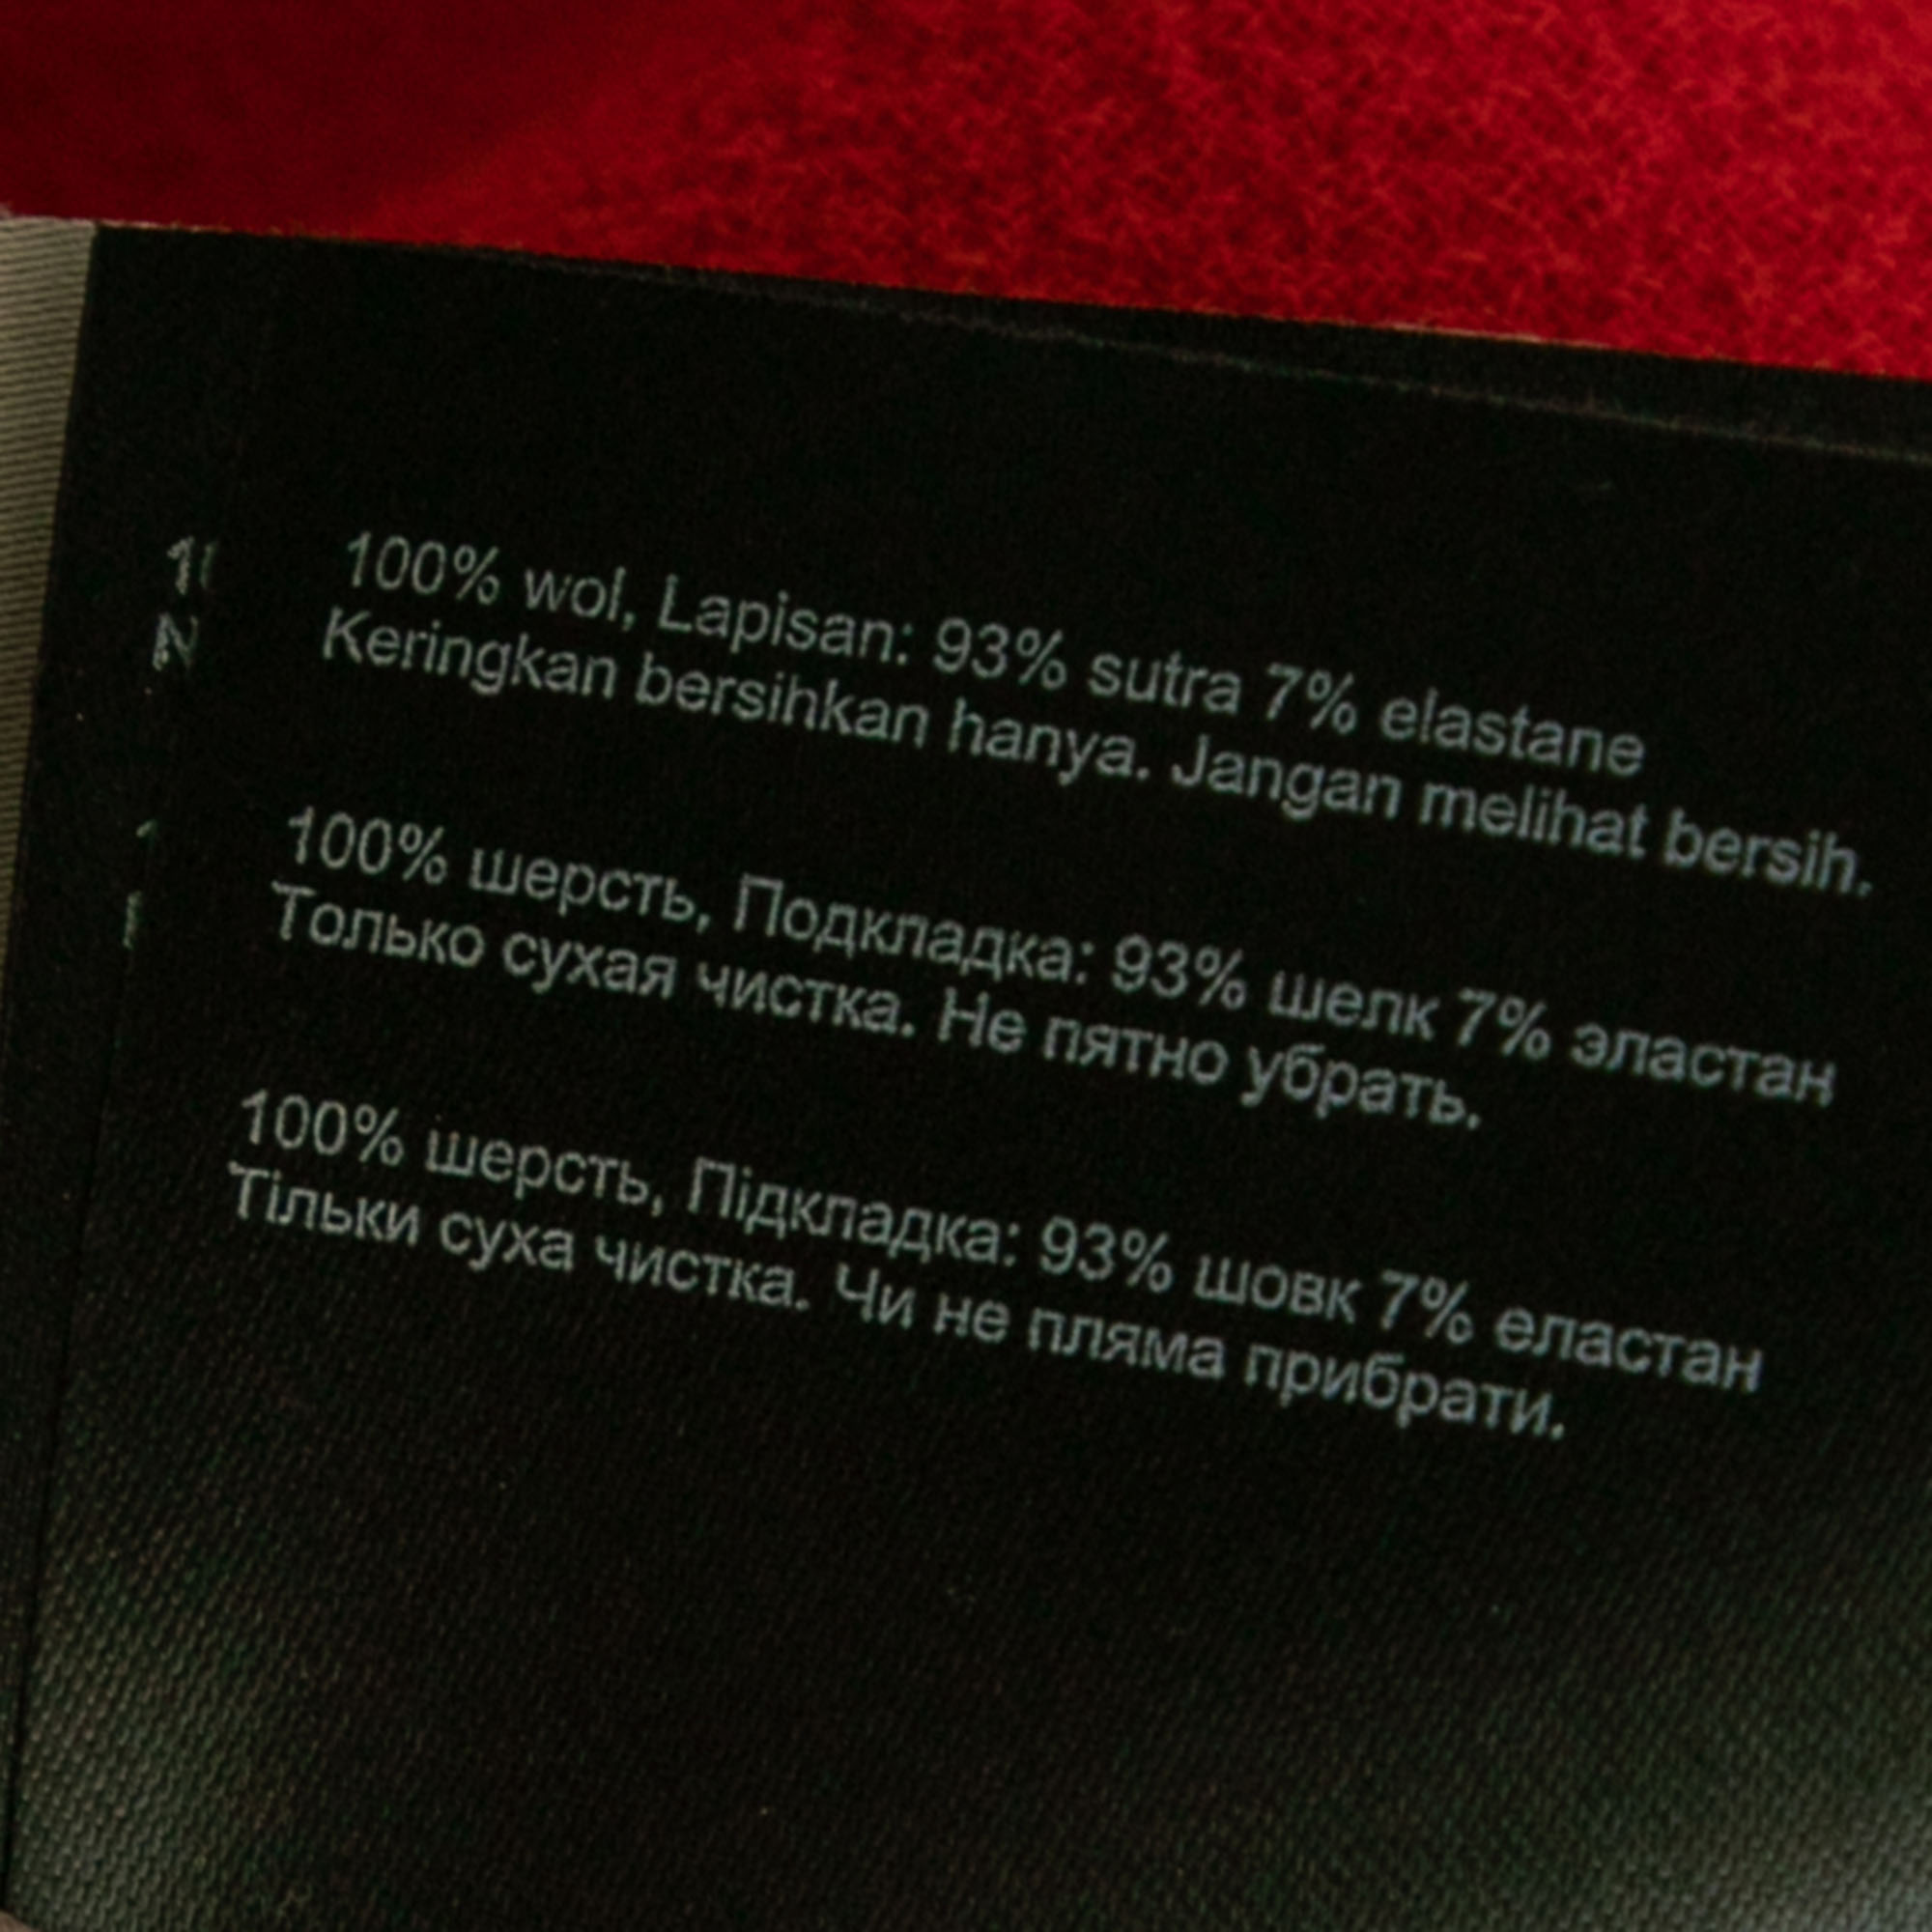 100% wol, Lapisan: 93% sutra 7% elastane
Keringkan bersihkan hanya. Jangan melihat bersih.
100% шерсть, Подкладка: 93% шелк 7% эластан
Только сухая чистка. Не пятно убрать.
100% шерсть, Підкладка: 93% шовк 7% еластан
Тільки суха чистка. Чи не пляма прибрати.